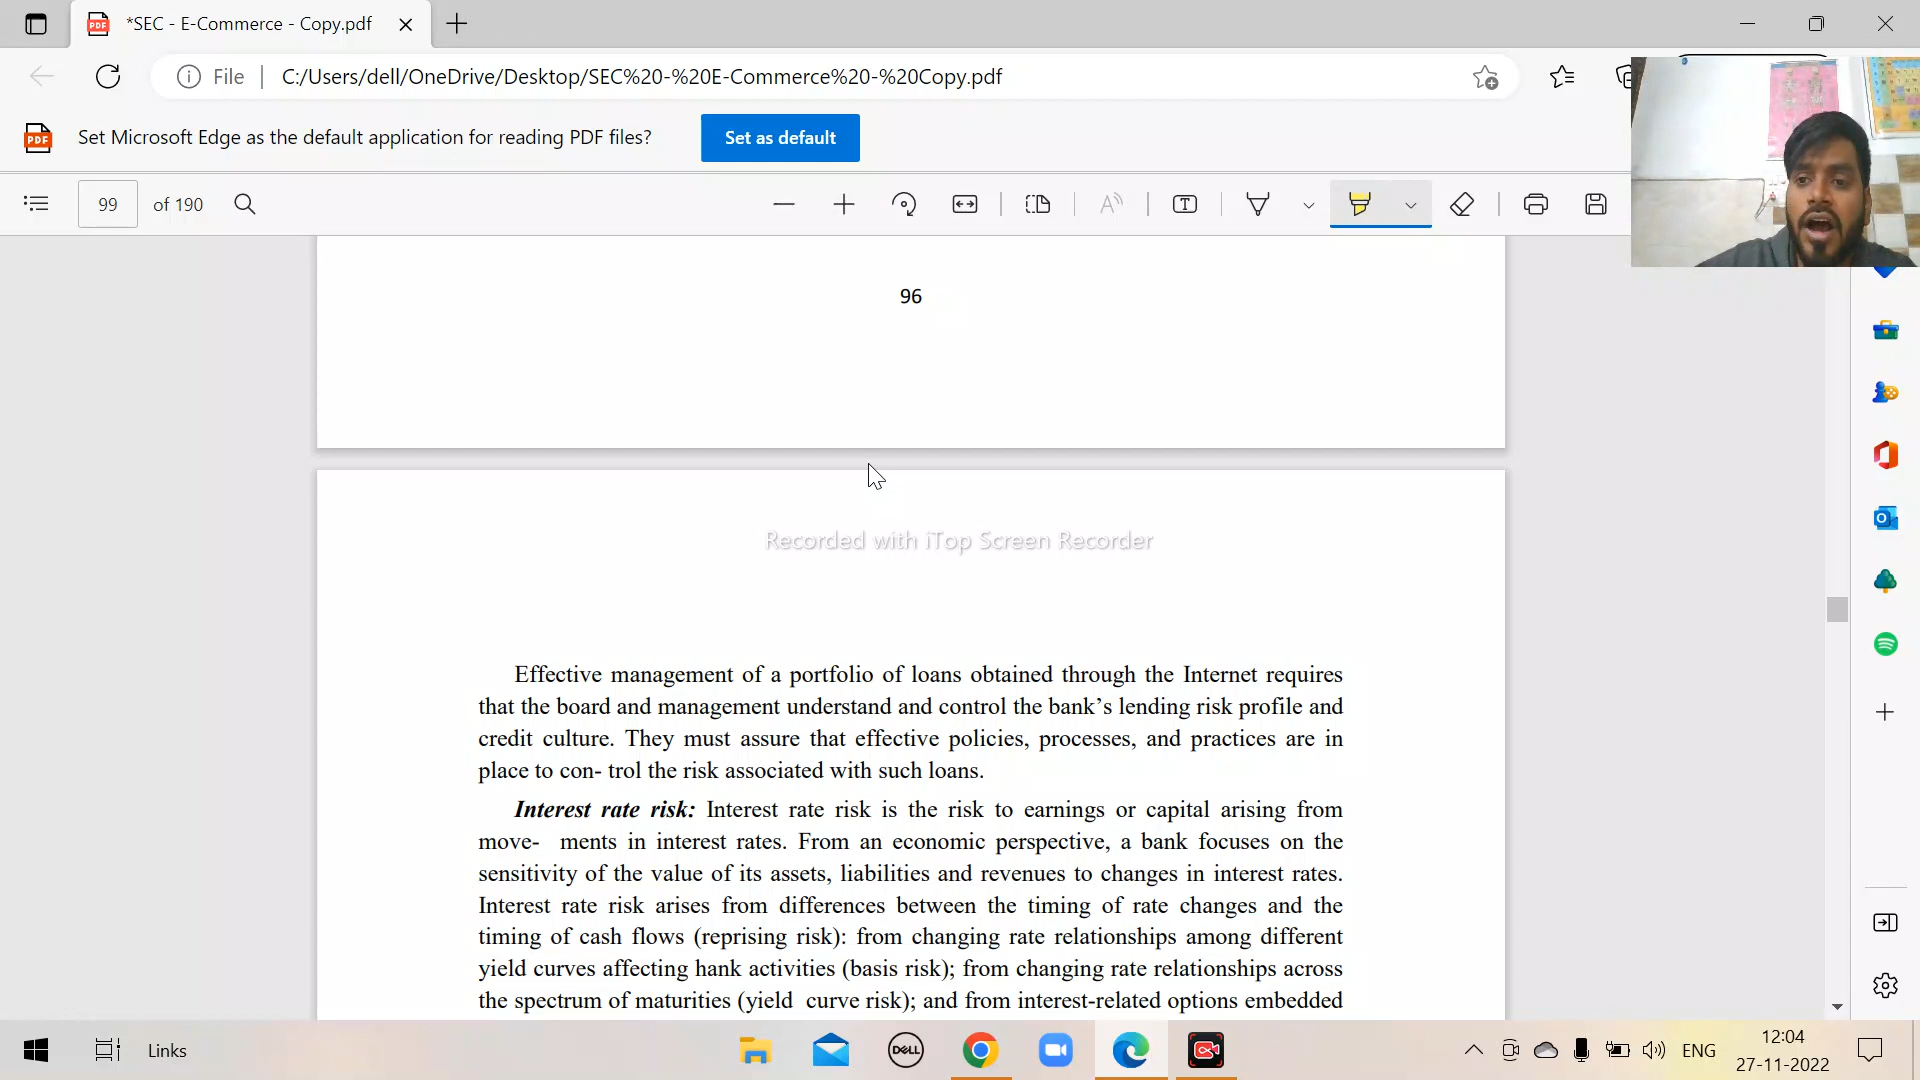 *SEC - E-Commerce - Copy.pdf
File
C:/Users/dell/OneDrive/Desktop/SEC%20-%20E-Commerce%20-%20Copy.pdf
PDF
Set Microsoft Edge as the default application for reading PDF files?
Set as default
99
of 190
96
Recorded with iTop Screen Recorder
Effective management of a portfolio of loans obtained through the Internet requires
that the board and management understand and control the bank’s lending risk profile and
credit culture. They must assure that effective policies, processes, and practices are in
place to con- trol the risk associated with such loans.
Interest rate risk: Interest rate risk is the risk to earnings or capital arising from
move- ments in interest rates. From an economic perspective, a bank focuses on the
sensitivity of the value of its assets, liabilities and revenues to changes in interest rates.
Interest rate risk arises from differences between the timing of rate changes and the
timing of cash flows (reprising risk): from changing rate relationships among different
yield curves affecting hank activities (basis risk); from changing rate relationships across
the spectrum of maturities (yield curve risk); and from interest-related options embedded
Links
DELL
ENG
12:04
27-11-2022